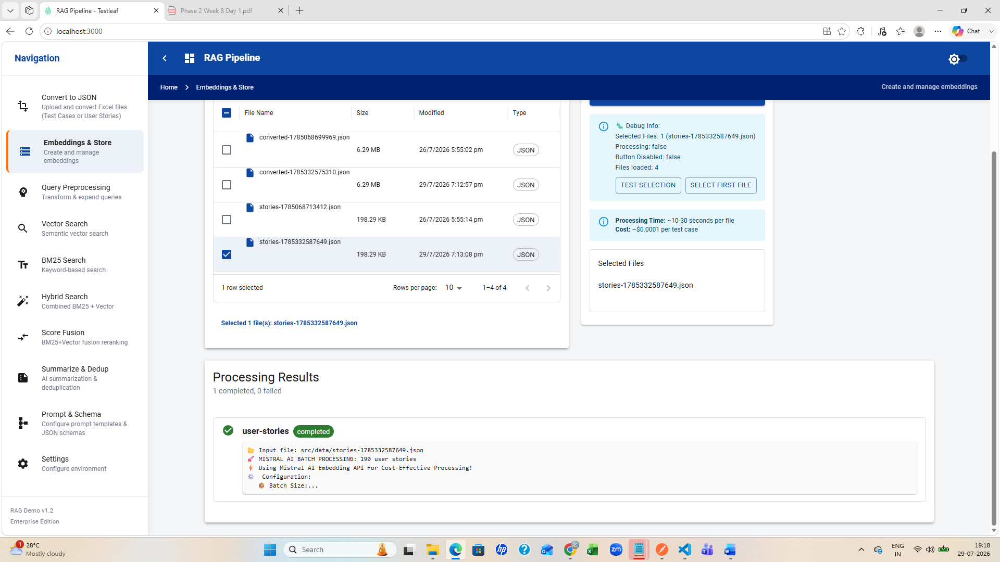 RAG Pipeline - Testleaf
Phase 2 Week 8 Day 1.pdf
localhost:3000
Chat
Navigation
RAG Pipeline
Home
Embeddings & Store
Create and manage embeddings
Convert to JSON
Upload and convert Excel files
(Test Cases or User Stories)
Embeddings & Store
Create and manage
embeddings
Query Preprocessing
Transform & expand queries
Vector Search
Semantic vector search
BM25 Search
Keyword-based search
Hybrid Search
Combined BM25 + Vector
Score Fusion
BM25+Vector fusion reranking
Summarize & Dedup
AI summarization &
deduplication
Prompt & Schema
Configure prompt templates &
JSON schemas
Settings
Configure environment
RAG Demo v1.2
Enterprise Edition
File Name Size Modified Type
converted-1785068699969.json 6.29 MB 26/7/2026 5:55:02 pm JSON
converted-1785332575310.json 6.29 MB 29/7/2026 7:12:57 pm JSON
stories-1785068713412.json 198.29 KB 26/7/2026 5:55:14 pm JSON
stories-1785332587649.json 198.29 KB 29/7/2026 7:13:08 pm JSON
1 row selected Rows per page: 10 1–4 of 4
Selected 1 file(s): stories-1785332587649.json
Debug Info:
Selected Files: 1 (stories-1785332587649.json)
Processing: false
Button Disabled: false
Files loaded: 4
TEST SELECTION SELECT FIRST FILE
Processing Time: ~10-30 seconds per file
Cost: ~$0.0001 per test case
Selected Files
stories-1785332587649.json
Processing Results
1 completed, 0 failed
user-stories completed
Input file: src/data/stories-1785332587649.json
MISTRAL AI BATCH PROCESSING: 190 user stories
Using Mistral AI Embedding API for Cost-Effective Processing!
Configuration:
Batch Size:...
1
28°C
Mostly cloudy
Search
hp
zm
ENG
IN
19:18
29-07-2026